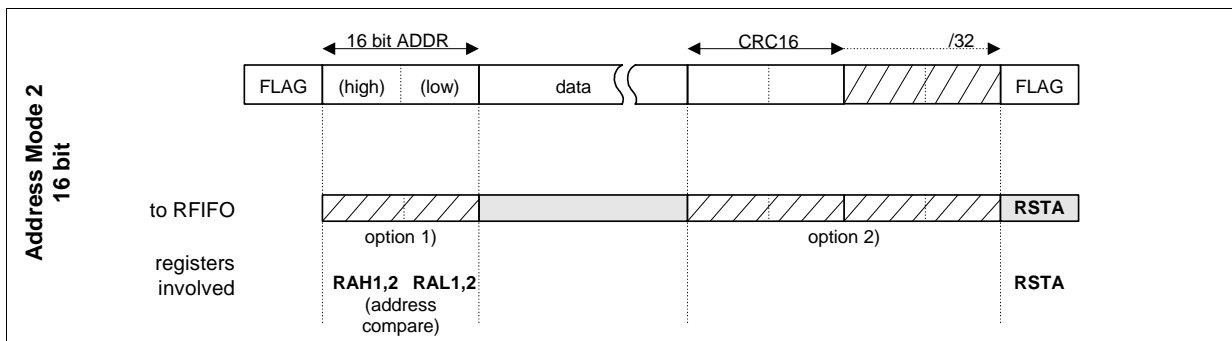 Address Mode 2
16 bit
16 bit ADDR
CRC16
/32
FLAG
(high)
(low)
data
FLAG
to RFIFO
RSTA
option 1)
option 2)
registers
involved
RAH1,2
RAL1,2
RSTA
(address
compare)